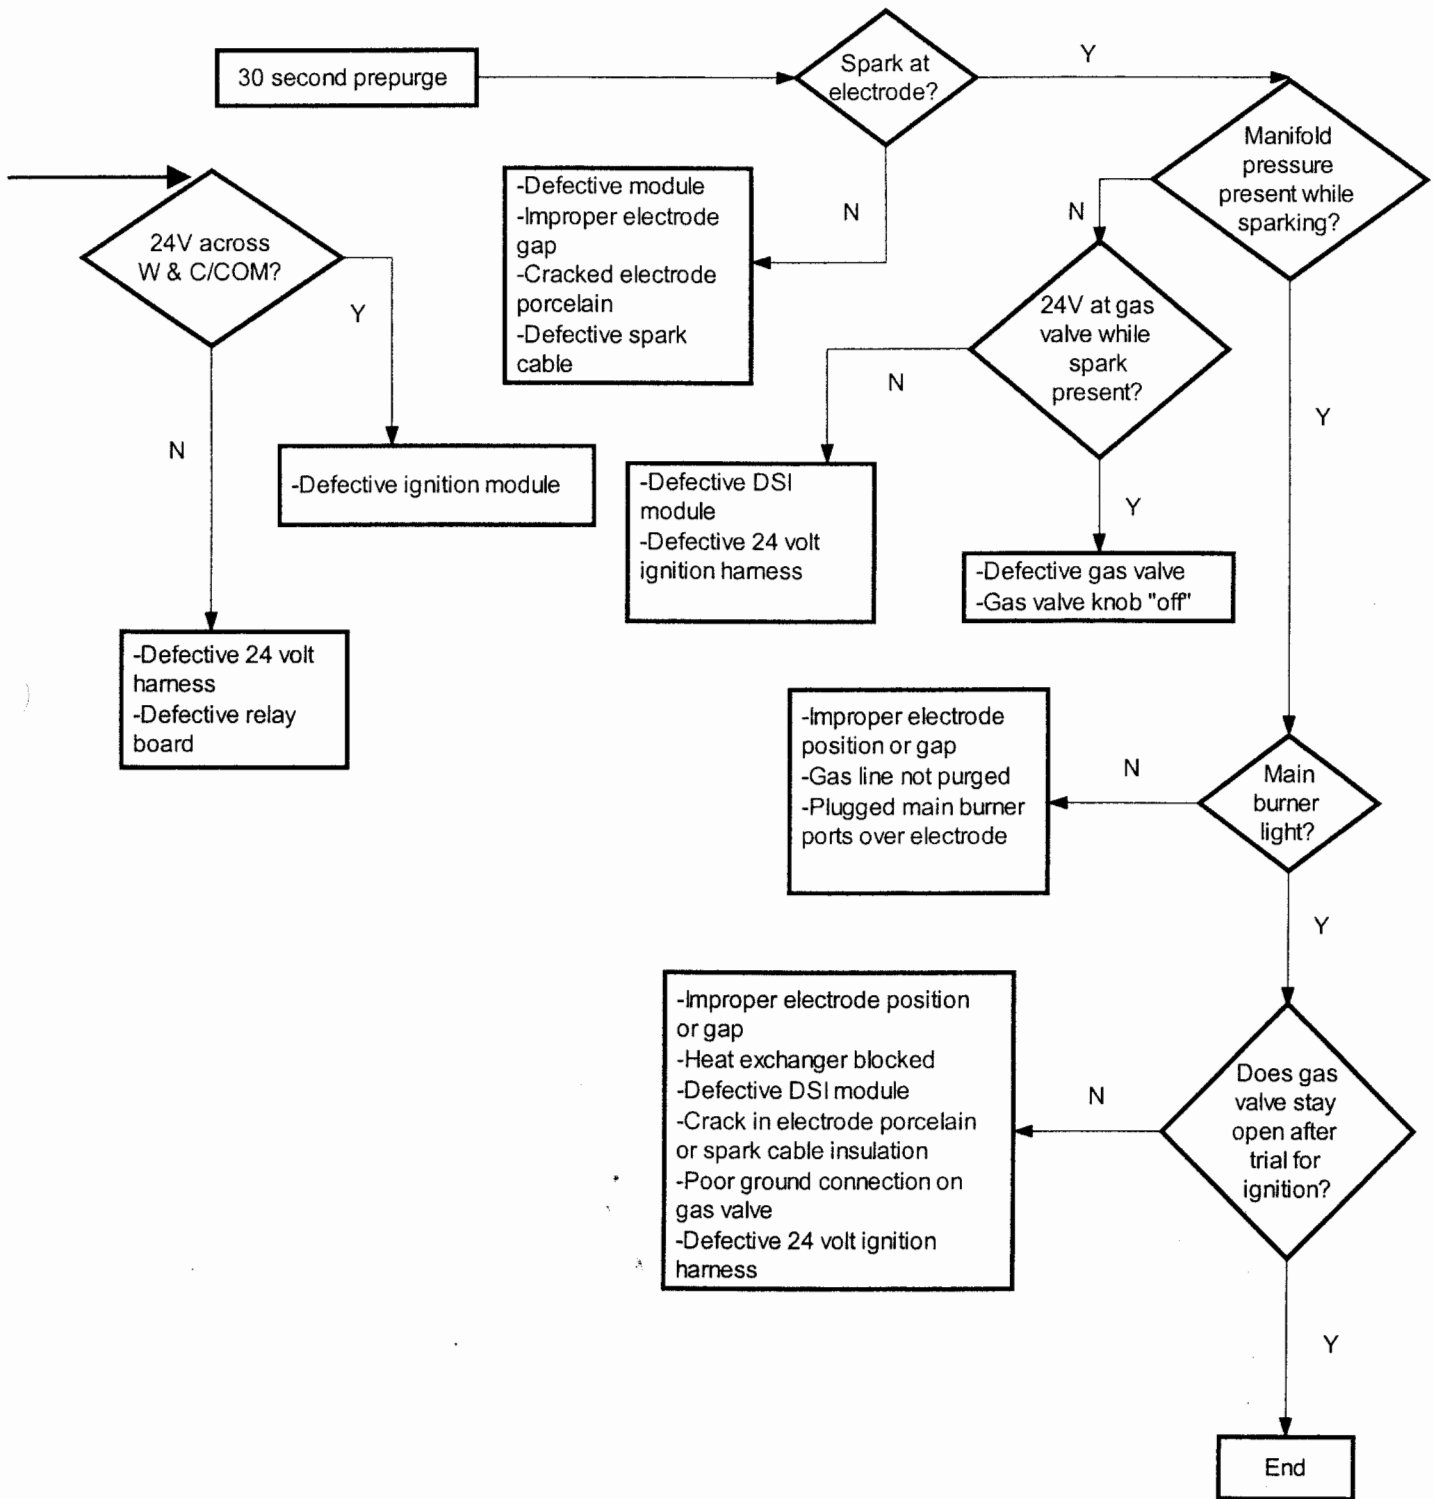 30 second prepurge
Spark at
electrode?
Y
Manifold
pressure
present while
sparking?
-Defective module
-Improper electrode
gap
-Cracked electrode
porcelain
-Defective spark
cable
N
N
24V across
W & C/COM?
Y
24V at gas
valve while
spark
present?
N
Y
N
-Defective ignition module
-Defective DSI
module
-Defective 24 volt
ignition harness
Y
-Defective gas valve
-Gas valve knob "off"
-Defective 24 volt
harness
-Defective relay
board
-Improper electrode
position or gap
-Gas line not purged
-Plugged main burner
ports over electrode
N
Main
burner
light?
Y
-Improper electrode position
or gap
-Heat exchanger blocked
-Defective DSI module
-Crack in electrode porcelain
or spark cable insulation
-Poor ground connection on
gas valve
-Defective 24 volt ignition
harness
N
Does gas
valve stay
open after
trial for
ignition?
Y
End